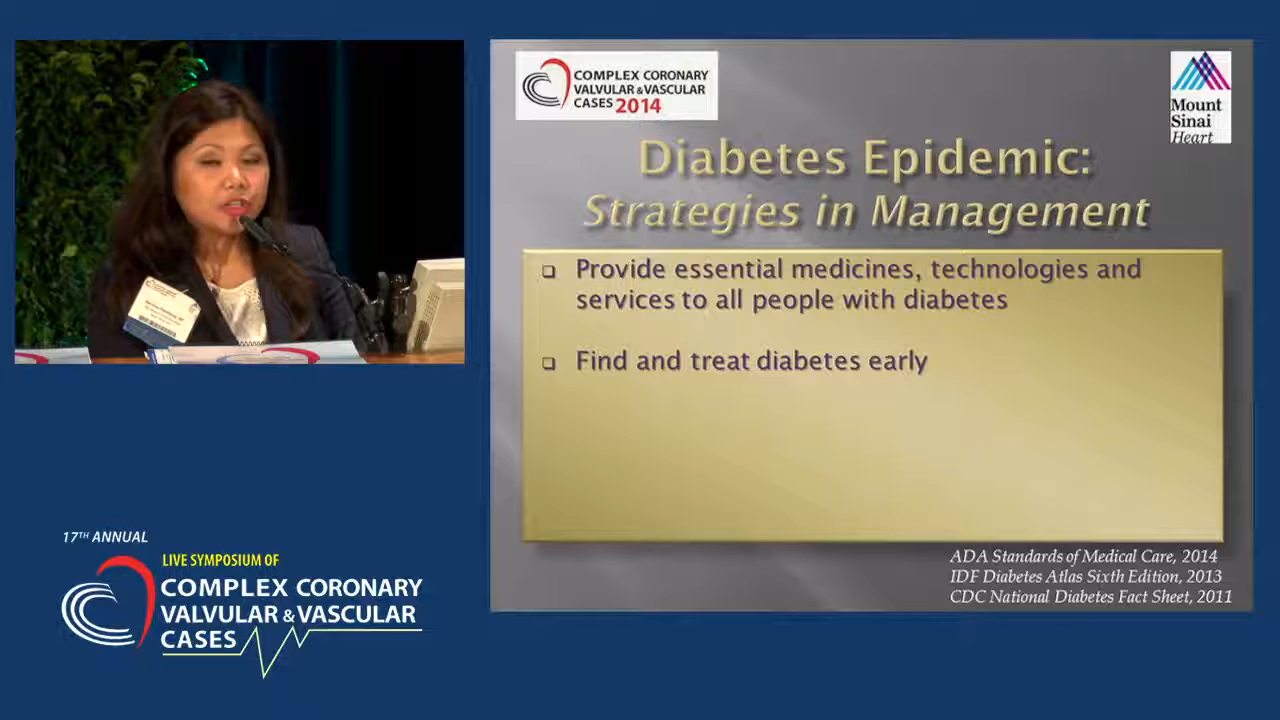 COMPLEX CORONARY
VALVULAR & VASCULAR
CASES 2014
Mount
Sinai
Heart
Diabetes Epidemic:
Strategies in Management
❑ Provide essential medicines, technologies and
services to all people with diabetes
❑ Find and treat diabetes early
ADA Standards of Medical Care, 2014
IDF Diabetes Atlas Sixth Edition, 2013
CDC National Diabetes Fact Sheet, 2011
17TH ANNUAL
LIVE SYMPOSIUM OF
COMPLEX CORONARY
VALVULAR & VASCULAR
CASES